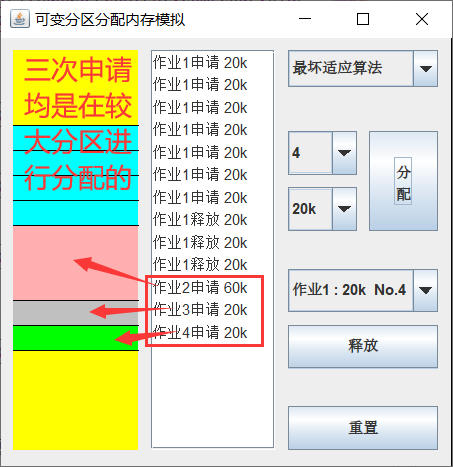 可变分区分配内存模拟
三次申请
均是在较
大分区进
行分配的
作业1申请 20k
作业1申请 20k
作业1申请 20k
作业1申请 20k
作业1申请 20k
作业1申请 20k
作业1申请 20k
作业1释放 20k
作业1释放 20k
作业1释放 20k
作业2申请 60k
作业3申请 20k
作业4申请 20k
最坏适应算法
4
20k
分
配
作业1 : 20k  No.4
释放
重置